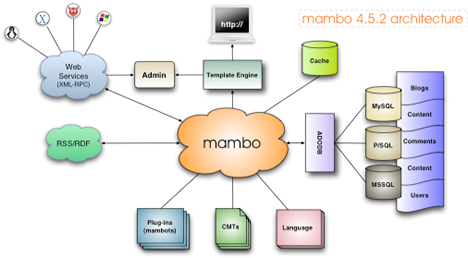 mambo 4.5.2 architecture
http://
X
Web
Services
(XML-RPC)
Admin
Template Engine
Cache
RSS/RDF
mambo
ADODB
MySQL
P/SQL
MSSQL
Blogs
Content
Comments
Content
Users
Plug-ins
(mambots)
CMTs
Language